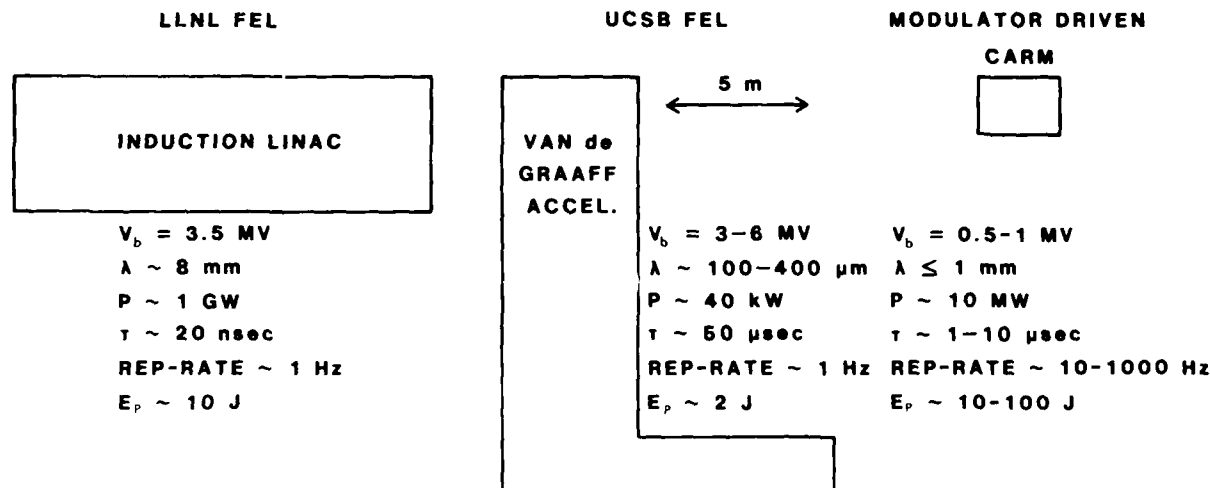 LLNL FEL
UCSB FEL
MODULATOR DRIVEN
CARM
5 m
INDUCTION LINAC
VAN de
GRAAFF
ACCEL.
V_b = 3.5 MV
λ ~ 8 mm
P ~ 1 GW
τ ~ 20 nsec
REP-RATE ~ 1 Hz
E_P ~ 10 J
V_b = 3-6 MV
λ ~ 100-400 μm
P ~ 40 kW
τ ~ 50 μsec
REP-RATE ~ 1 Hz
E_P ~ 2 J
V_b = 0.5-1 MV
λ ≤ 1 mm
P ~ 10 MW
τ ~ 1-10 μsec
REP-RATE ~ 10-1000 Hz
E_P ~ 10-100 J